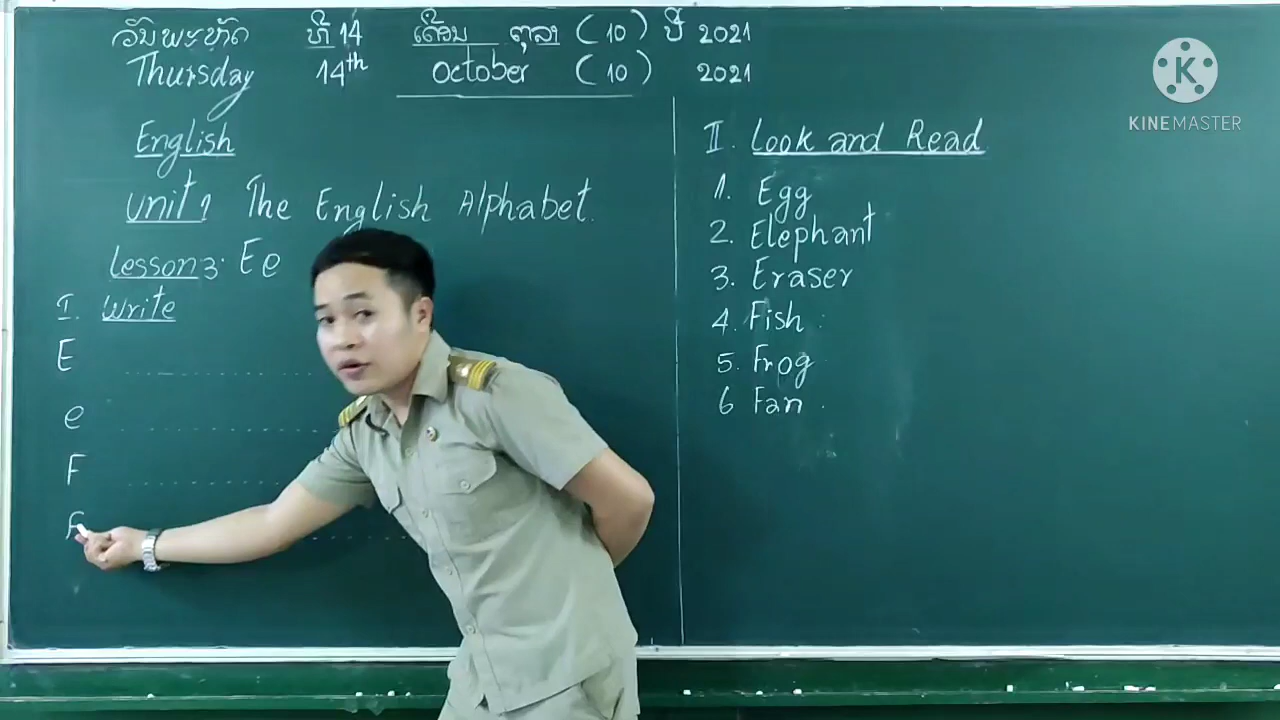 ວັນພະຫັດ ທີ 14 ເດືອນ ຕຸລາ (10) ປີ 2021
Thursday 14th October (10) 2021
English
Unit 1 The English Alphabet.
Lesson 3: Ee
I. Write
E
e
F
f
II. Look and Read
1. Egg
2. Elephant
3. Eraser
4. Fish
5. Frog
6 Fan
KINEMASTER